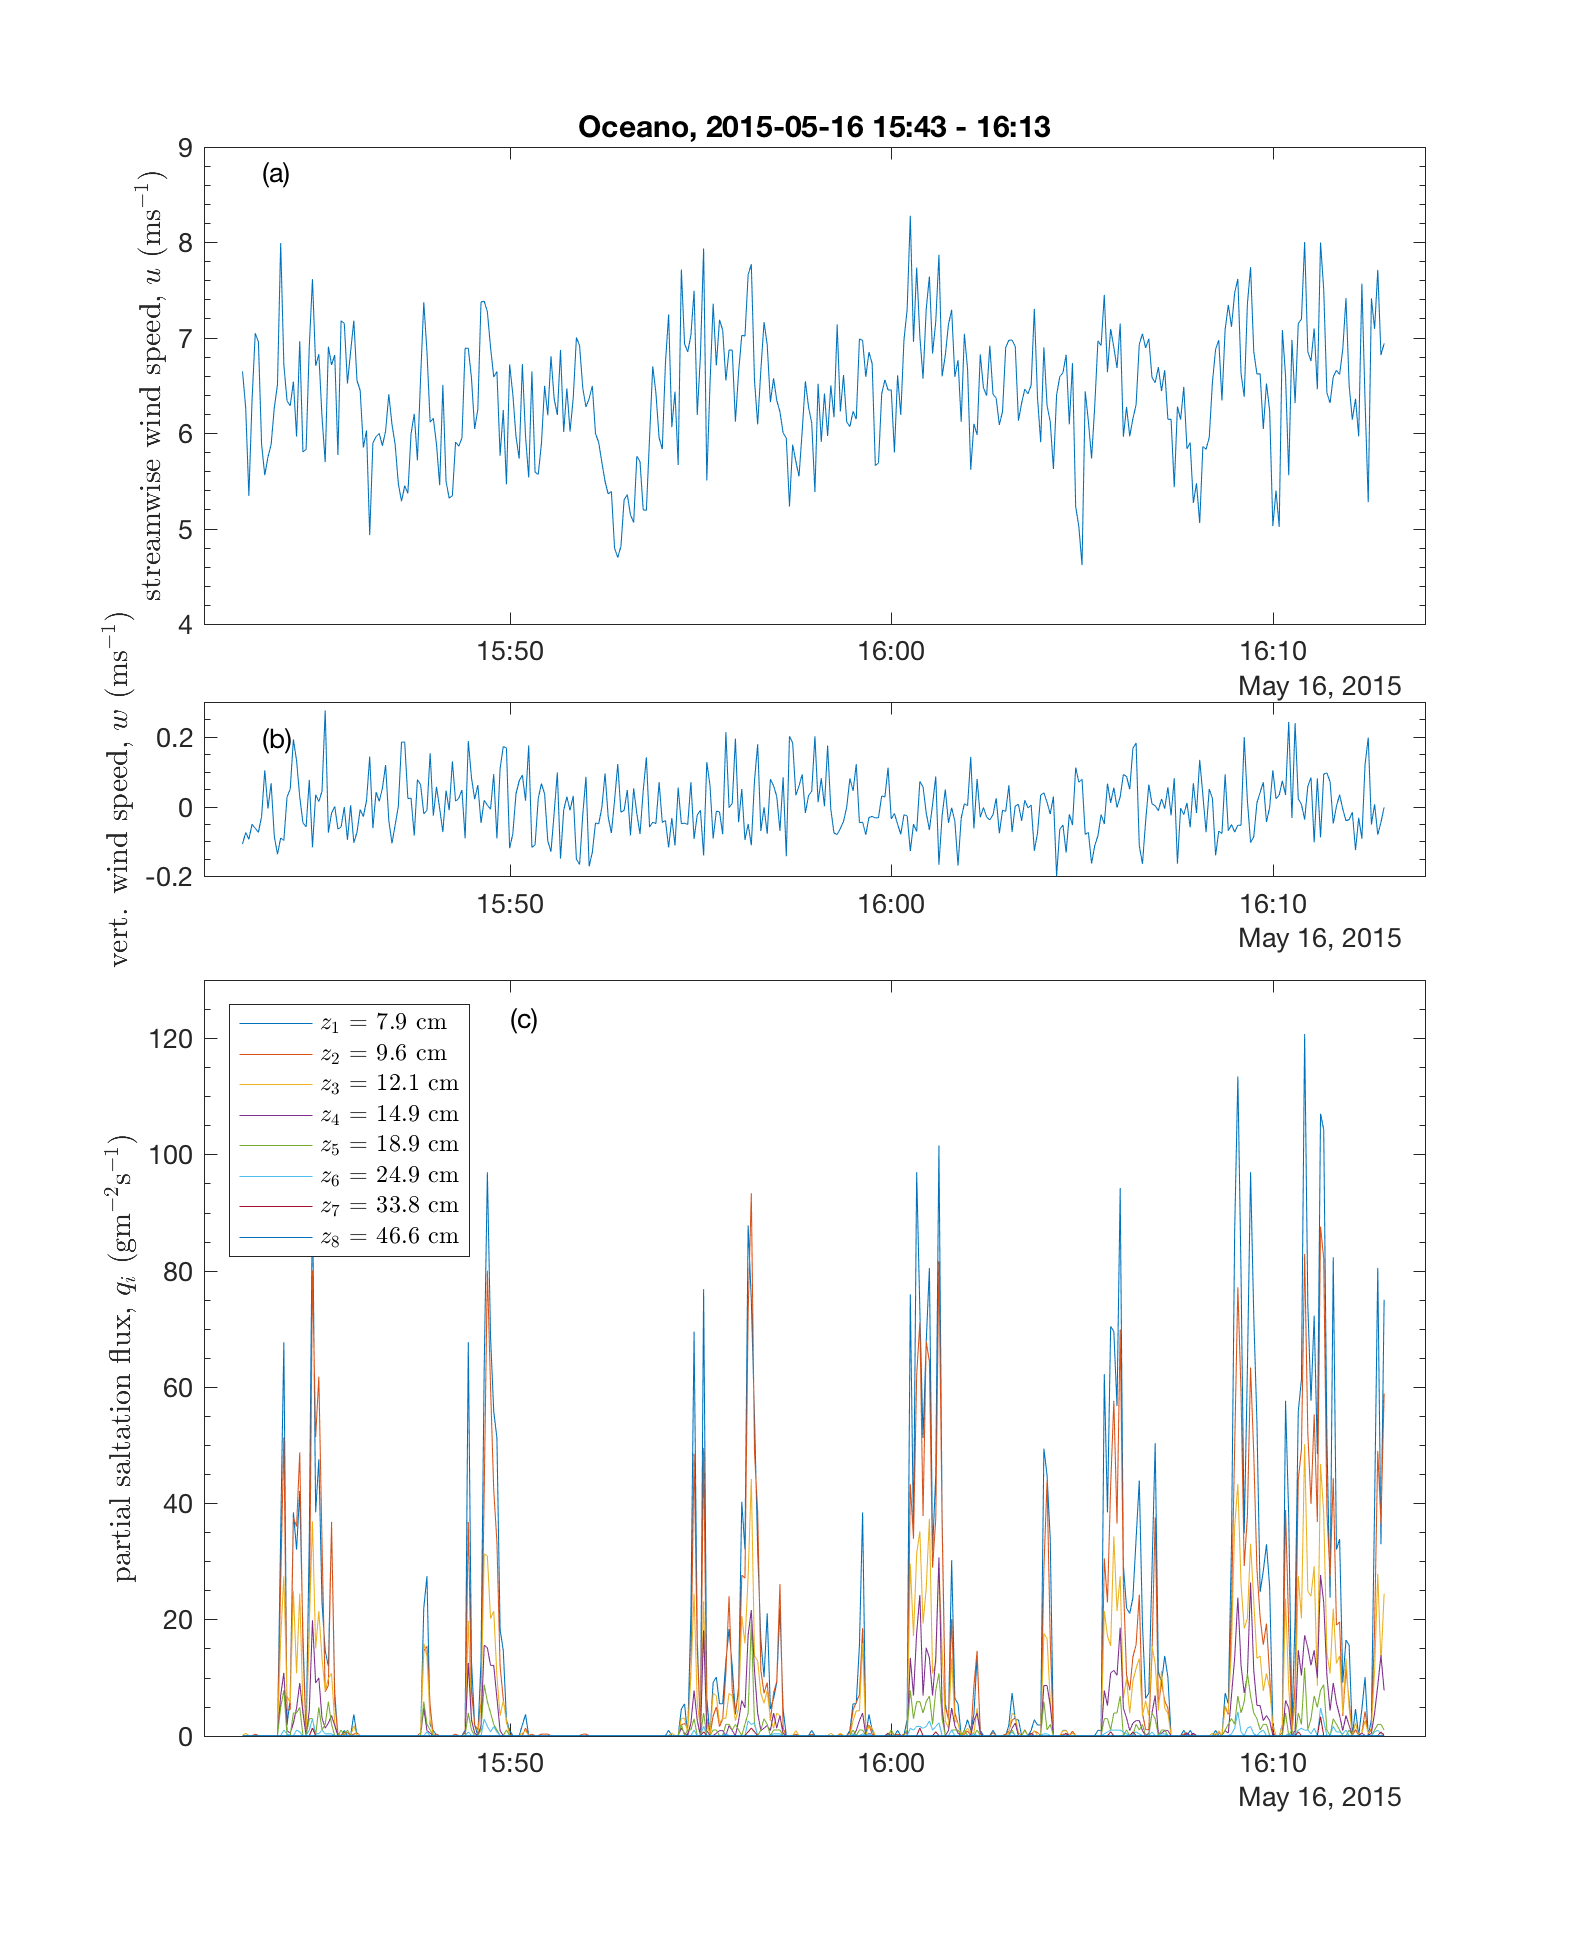 Oceano, 2015-05-16 15:43 - 16:13
(a)
streamwise wind speed, u (ms⁻¹)
9
8
7
6
5
4
15:50 16:00 16:10
May 16, 2015
(b)
vert. wind speed, w (ms⁻¹)
0.2
0
-0.2
15:50 16:00 16:10
May 16, 2015
(c)
partial saltation flux, qᵢ (gm⁻²s⁻¹)
z₁ = 7.9 cm
z₂ = 9.6 cm
z₃ = 12.1 cm
z₄ = 14.9 cm
z₅ = 18.9 cm
z₆ = 24.9 cm
z₇ = 33.8 cm
z₈ = 46.6 cm
120
100
80
60
40
20
0
15:50 16:00 16:10
May 16, 2015